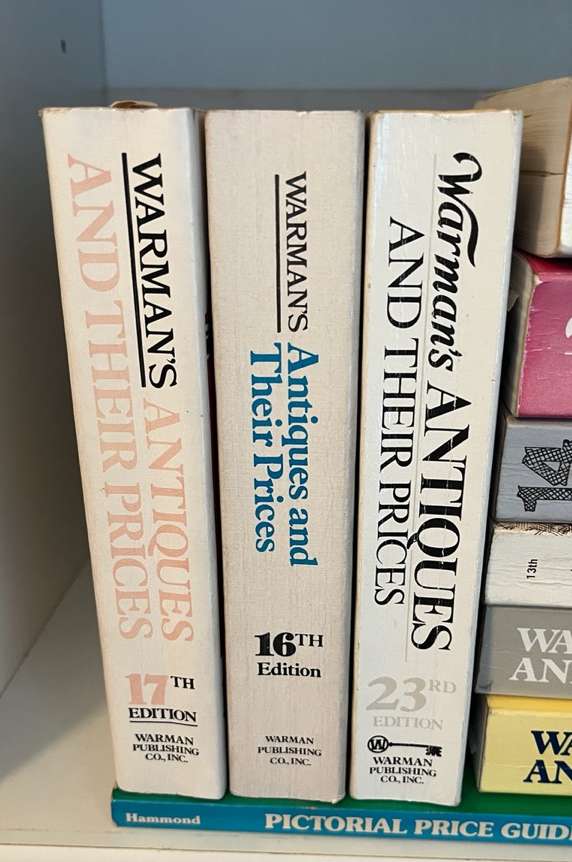 WARMAN'S ANTIQUES
AND THEIR PRICES
17TH
EDITION
WARMAN
PUBLISHING
CO., INC.
WARMAN'S Antiques and
Their Prices
16TH
Edition
WARMAN
PUBLISHING
CO., INC.
Warman's ANTIQUES
AND THEIR PRICES
23RD
EDITION
W
WARMAN
PUBLISHING
CO., INC.
14
13th
WA
AN
WA
AN
Hammond PICTORIAL PRICE GUID